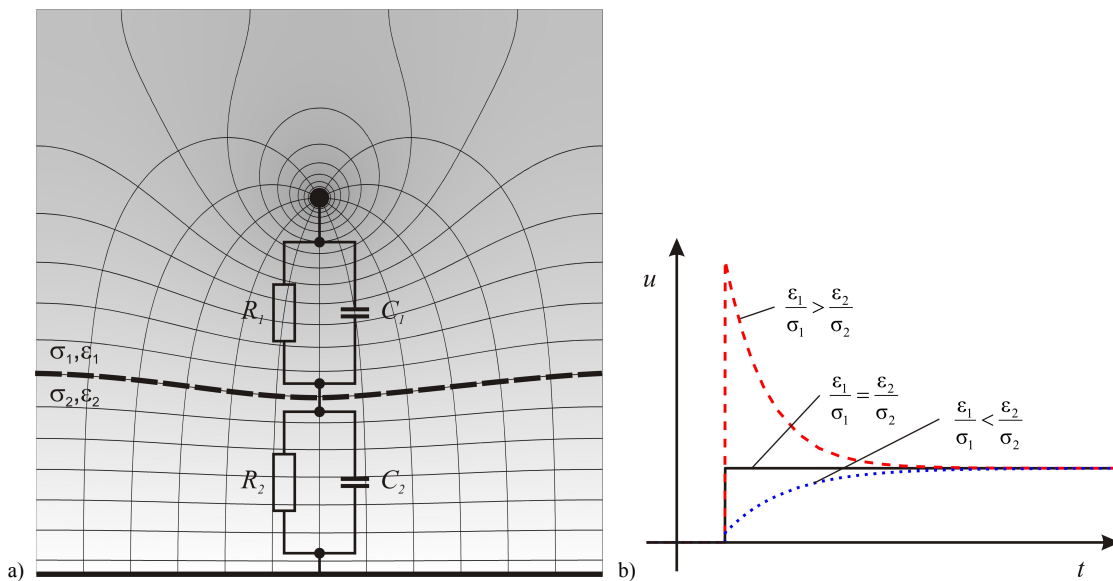 R₁
C₁
σ₁,ε₁
σ₂,ε₂
R₂
C₂
a)
u
ε₁/σ₁ > ε₂/σ₂
ε₁/σ₁ = ε₂/σ₂
ε₁/σ₁ < ε₂/σ₂
b)
t